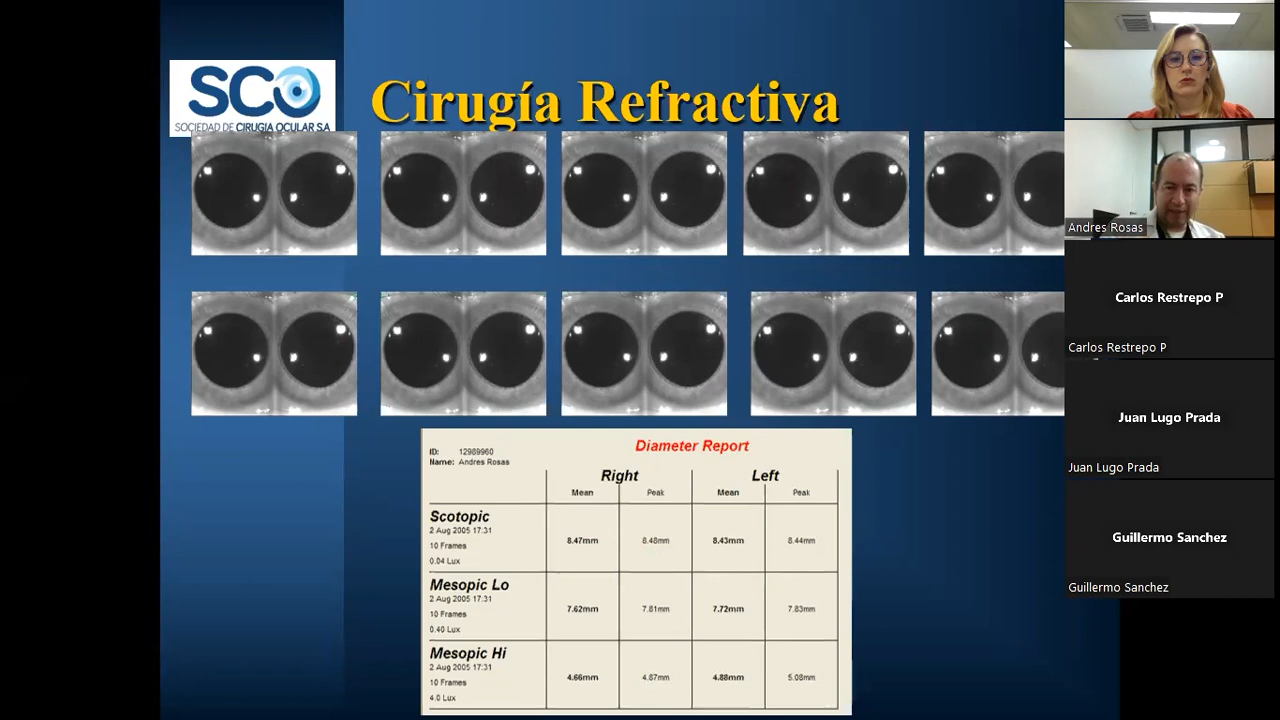 SCO
SOCIEDAD DE CIRUGIA OCULAR S.A
Cirugía Refractiva
Diameter Report
ID: 12989960
Name: Andres Rosas
Right Left
Mean Peak Mean Peak
Scotopic
2 Aug 2005 17:31
10 Frames
0.04 Lux
8.47mm 8.48mm 8.43mm 8.44mm
Mesopic Lo
2 Aug 2005 17:31
10 Frames
0.40 Lux
7.62mm 7.81mm 7.72mm 7.83mm
Mesopic Hi
2 Aug 2005 17:31
10 Frames
4.0 Lux
4.66mm 4.87mm 4.88mm 5.08mm
Andres Rosas
Carlos Restrepo P
Carlos Restrepo P
Juan Lugo Prada
Juan Lugo Prada
Guillermo Sanchez
Guillermo Sanchez